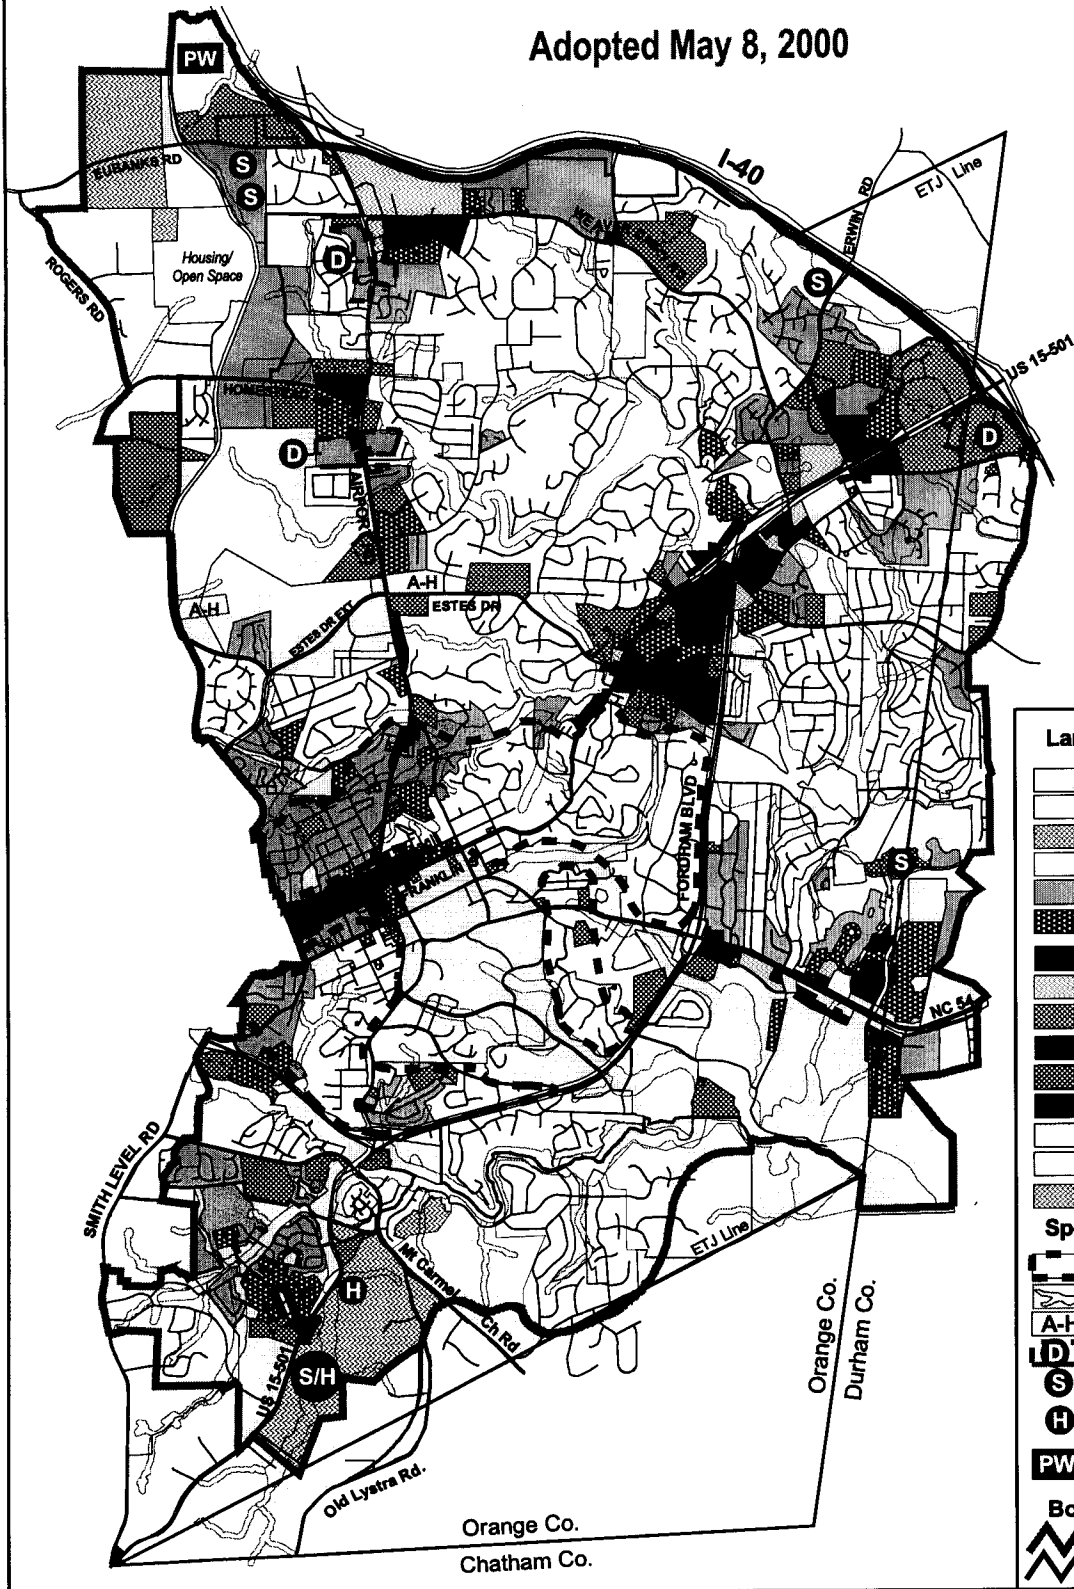 Adopted May 8, 2000
PW
I-40
S
EUBANKS RD
ERWIN RD
ETJ Line
S
Housing/
Open Space
D
S
ROGERS RD
US 15-501
D
D
A-H
A-H
ESTES DR
ESTES DR EXT
FORDHAM BLVD
S
NC 54
SMITH LEVEL RD
ETJ Line
Mt Carmel
Ch Rd
H
Orange Co.
Durham Co.
S/H
US 15-501
Old Lystra Rd.
Orange Co.
Chatham Co.
Sp
D
S
H
PW